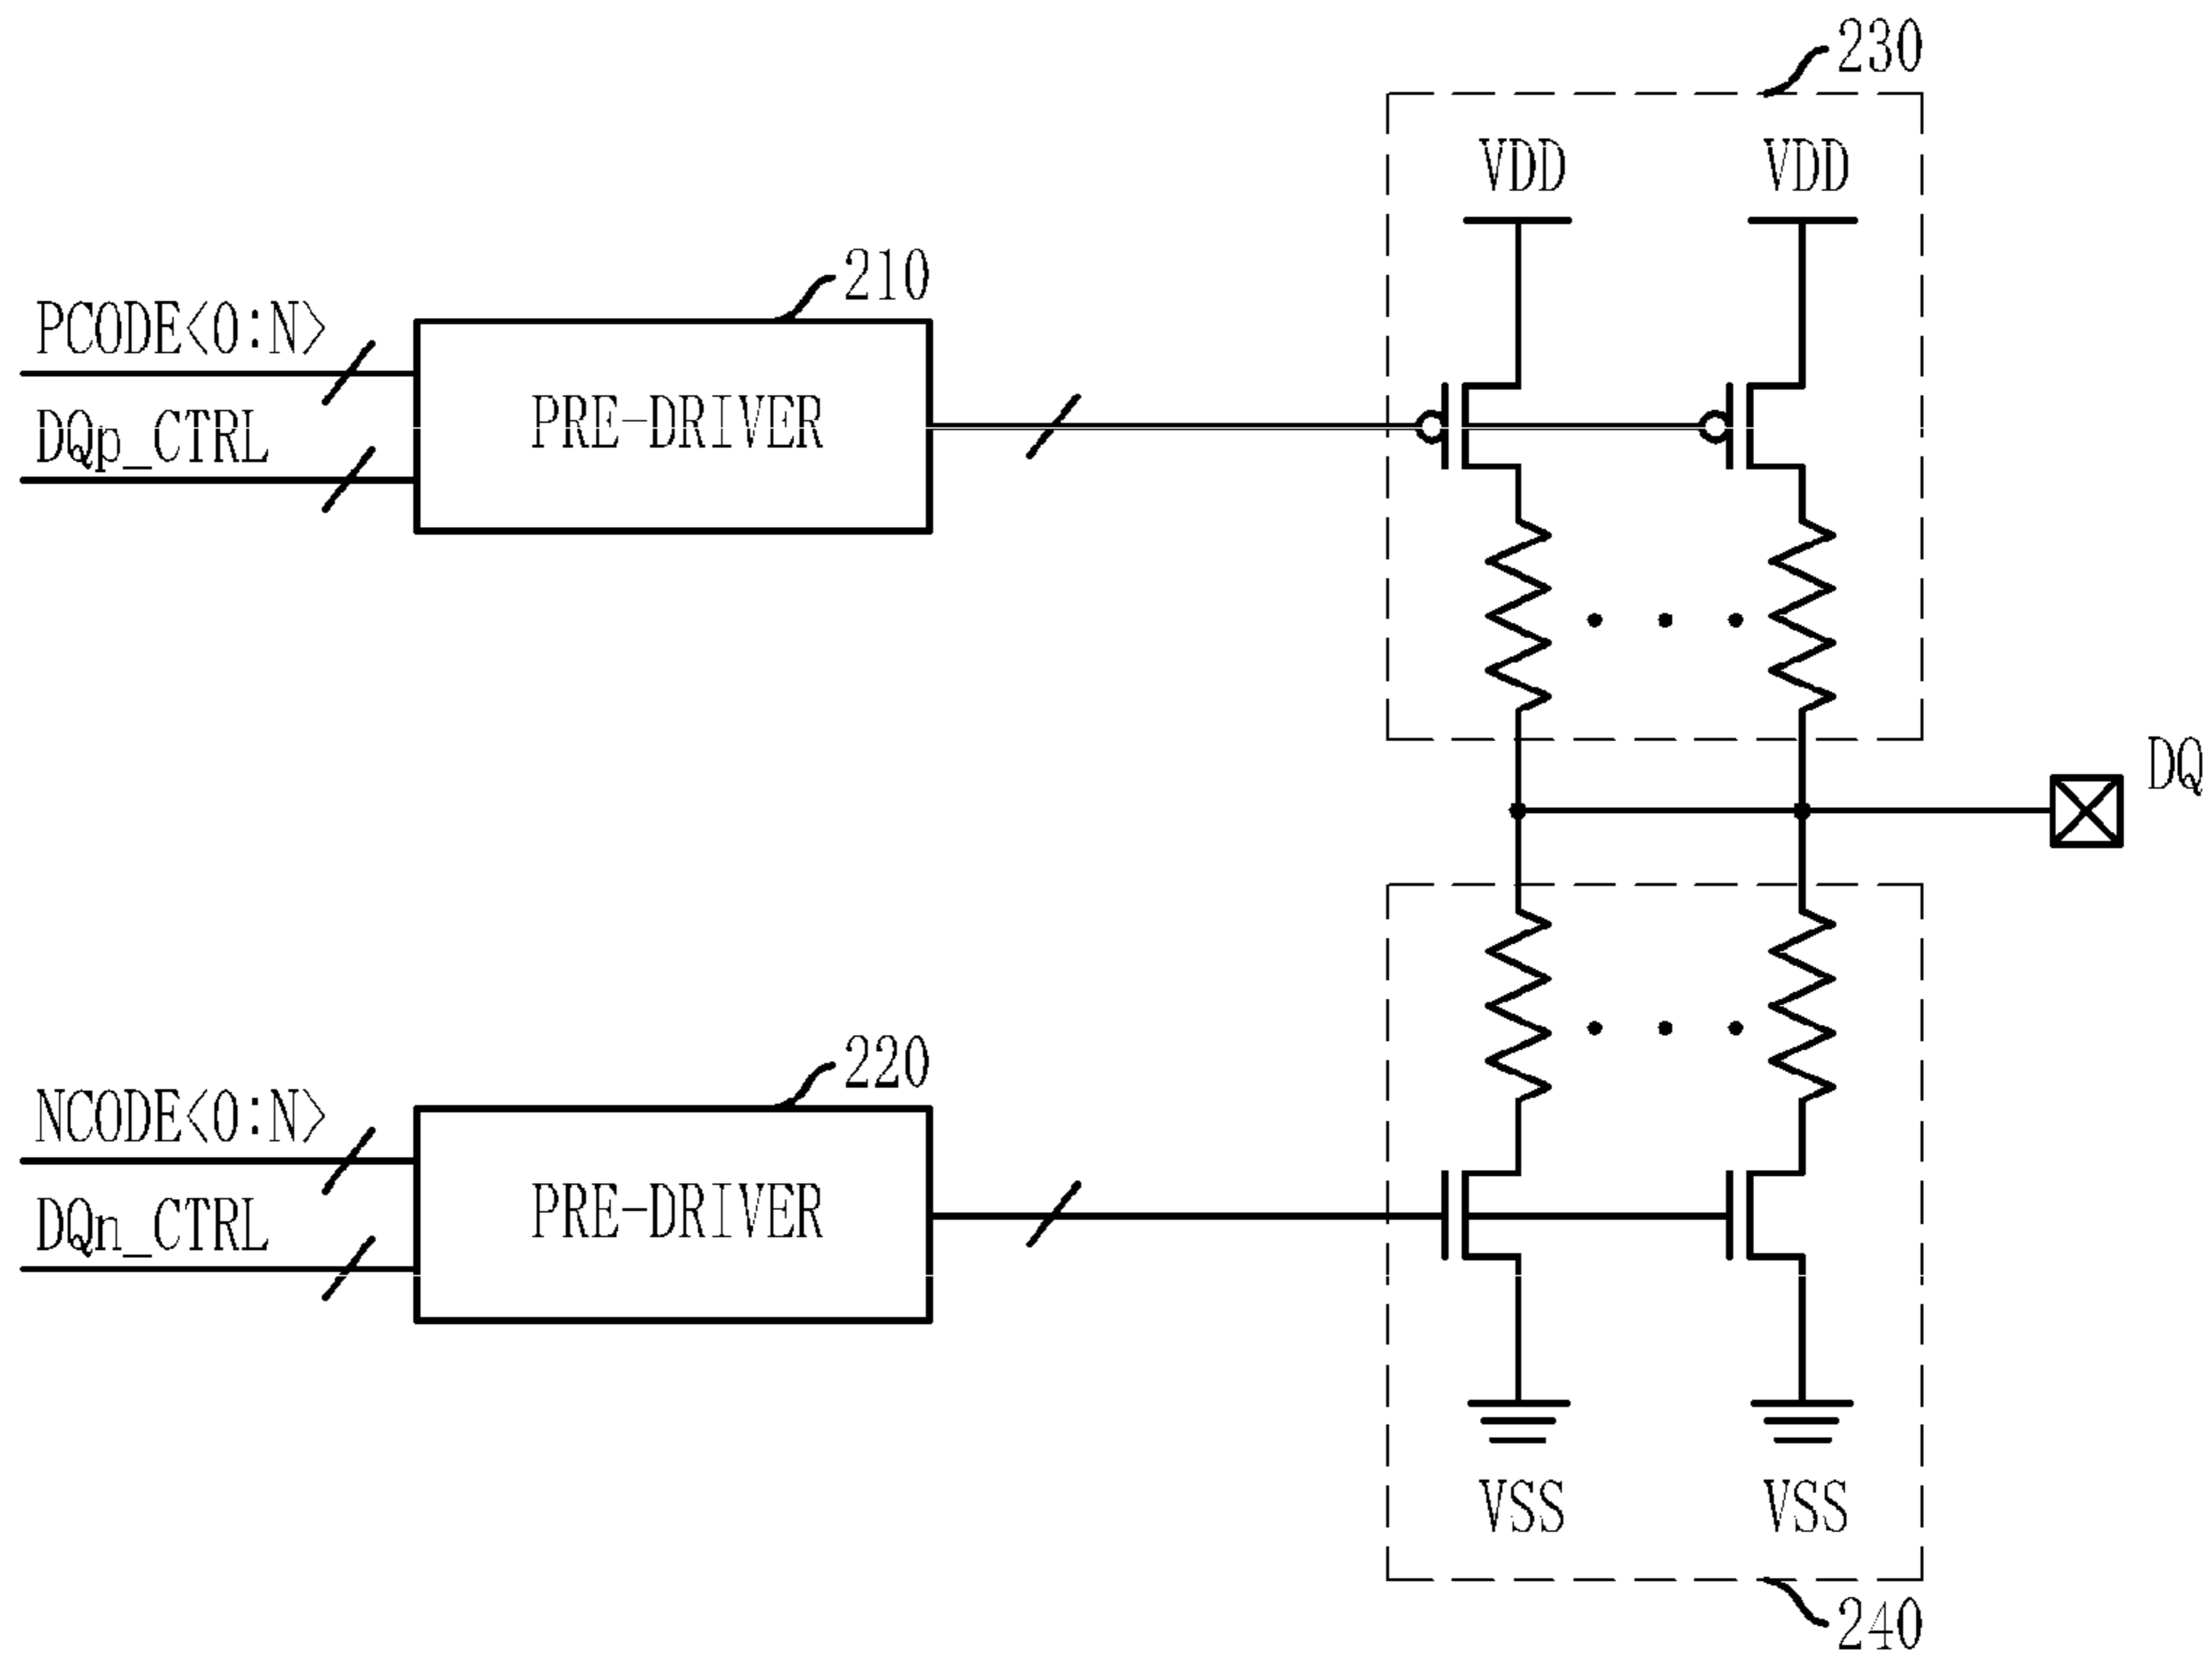 230
VDD VDD
210
PCODE<0:N>
DQp_CTRL
PRE-DRIVER
DQ
220
NCODE<0:N>
DQn_CTRL
PRE-DRIVER
VSS VSS
240